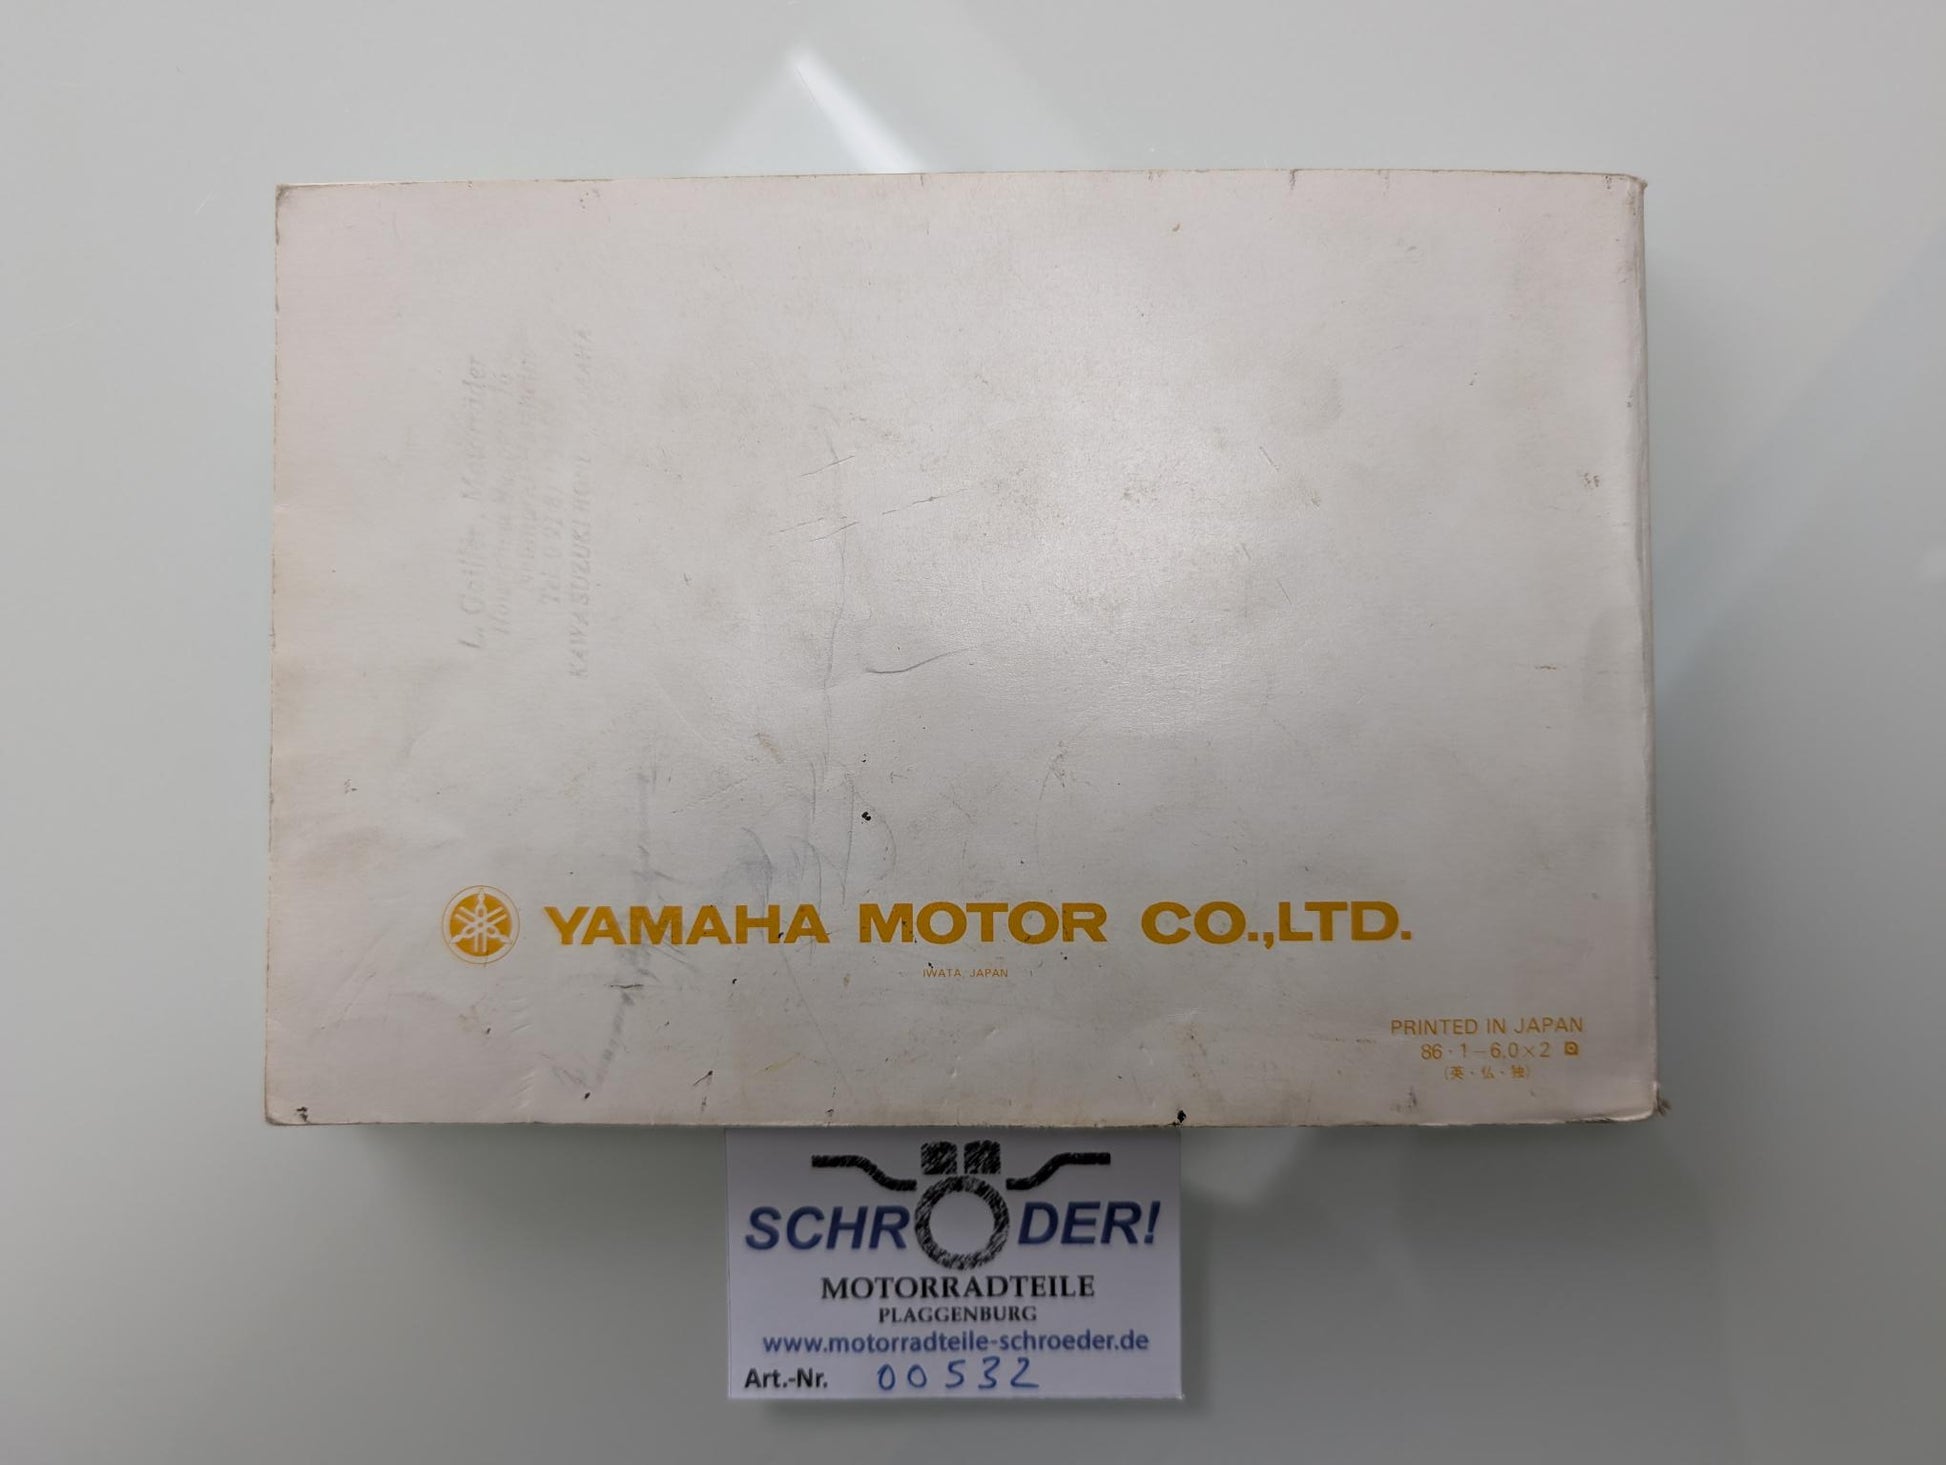 YAMAHA MOTOR CO.,LTD.
IWATA, JAPAN
PRINTED IN JAPAN
86・1－6.0×2
(英・仏・独)
SCHRÖDER!
MOTORRADTEILE
PLAGGENBURG
www.motorradteile-schroeder.de
Art.-Nr. 00532